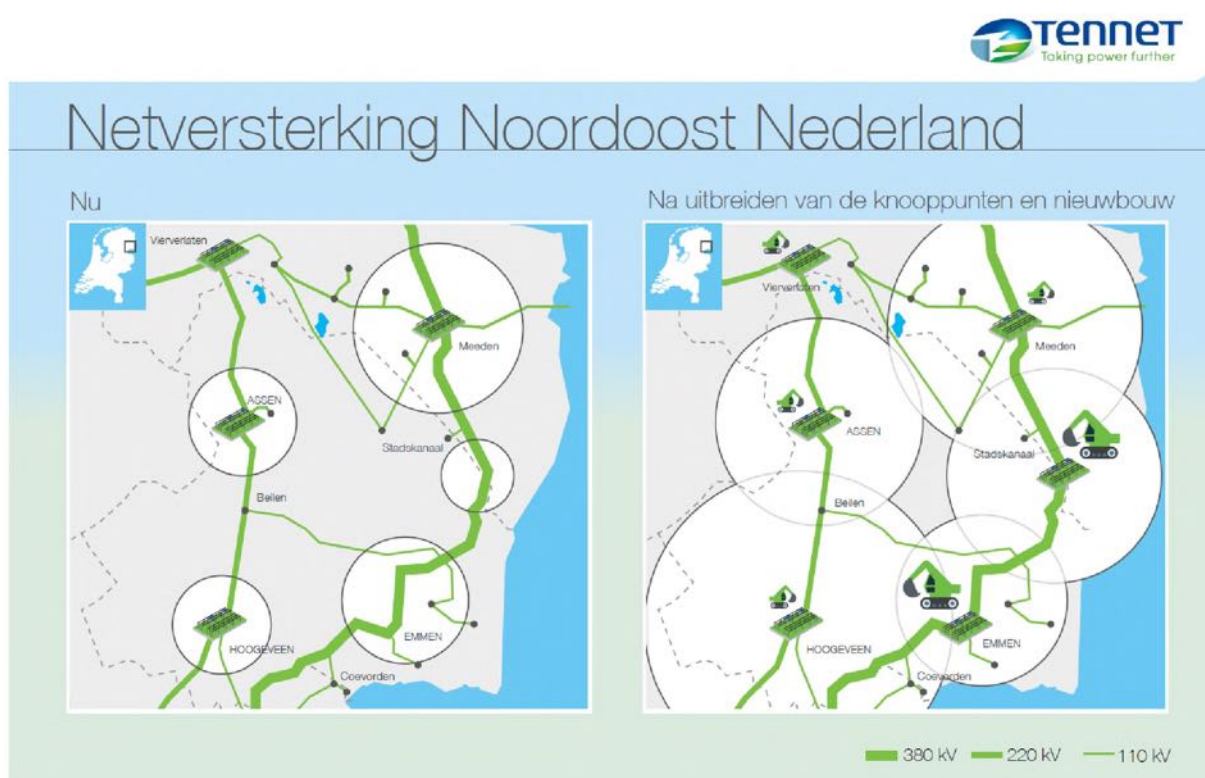 TenneT
Taking power further
Netversterking Noordoost Nederland
Nu
Vierverlaten
Meeden
ASSEN
Stadskanaal
Beilen
EMMEN
HOOGEVEEN
Coevorden
Na uitbreiden van de knooppunten en nieuwbouw
Vierverlaten
Meeden
ASSEN
Stadskanaal
Beilen
HOOGEVEEN
EMMEN
Coevorden
380 kV 220 kV 110 kV